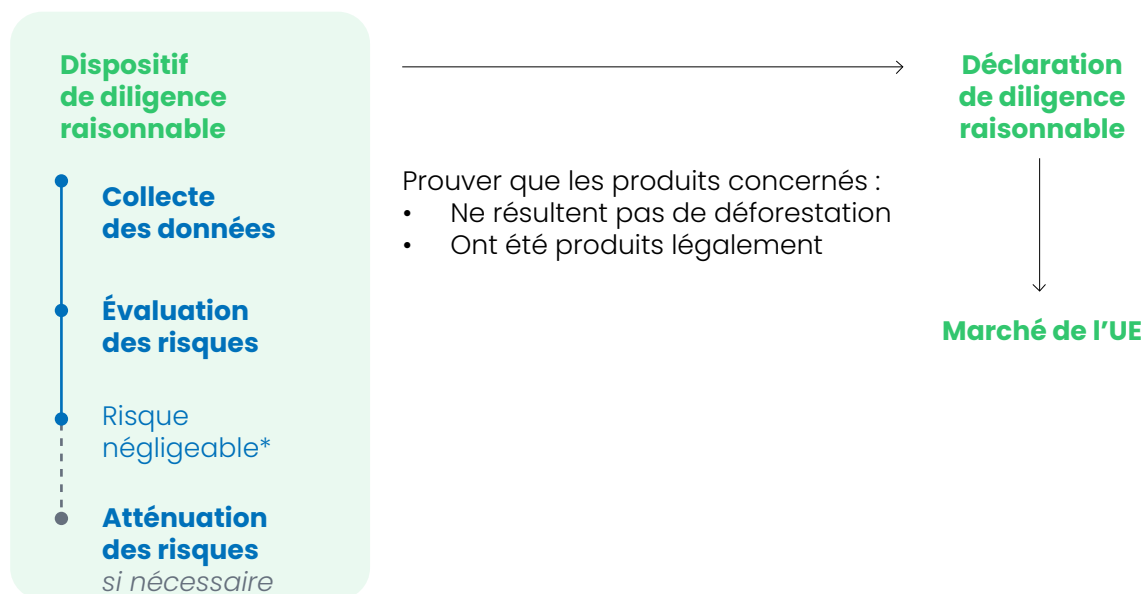 Dispositif
de diligence
raisonnable
Collecte
des données
Évaluation
des risques
Risque
négligeable*
Atténuation
des risques
si nécessaire
Prouver que les produits concernés :
• Ne résultent pas de déforestation
• Ont été produits légalement
Déclaration
de diligence
raisonnable
Marché de l’UE